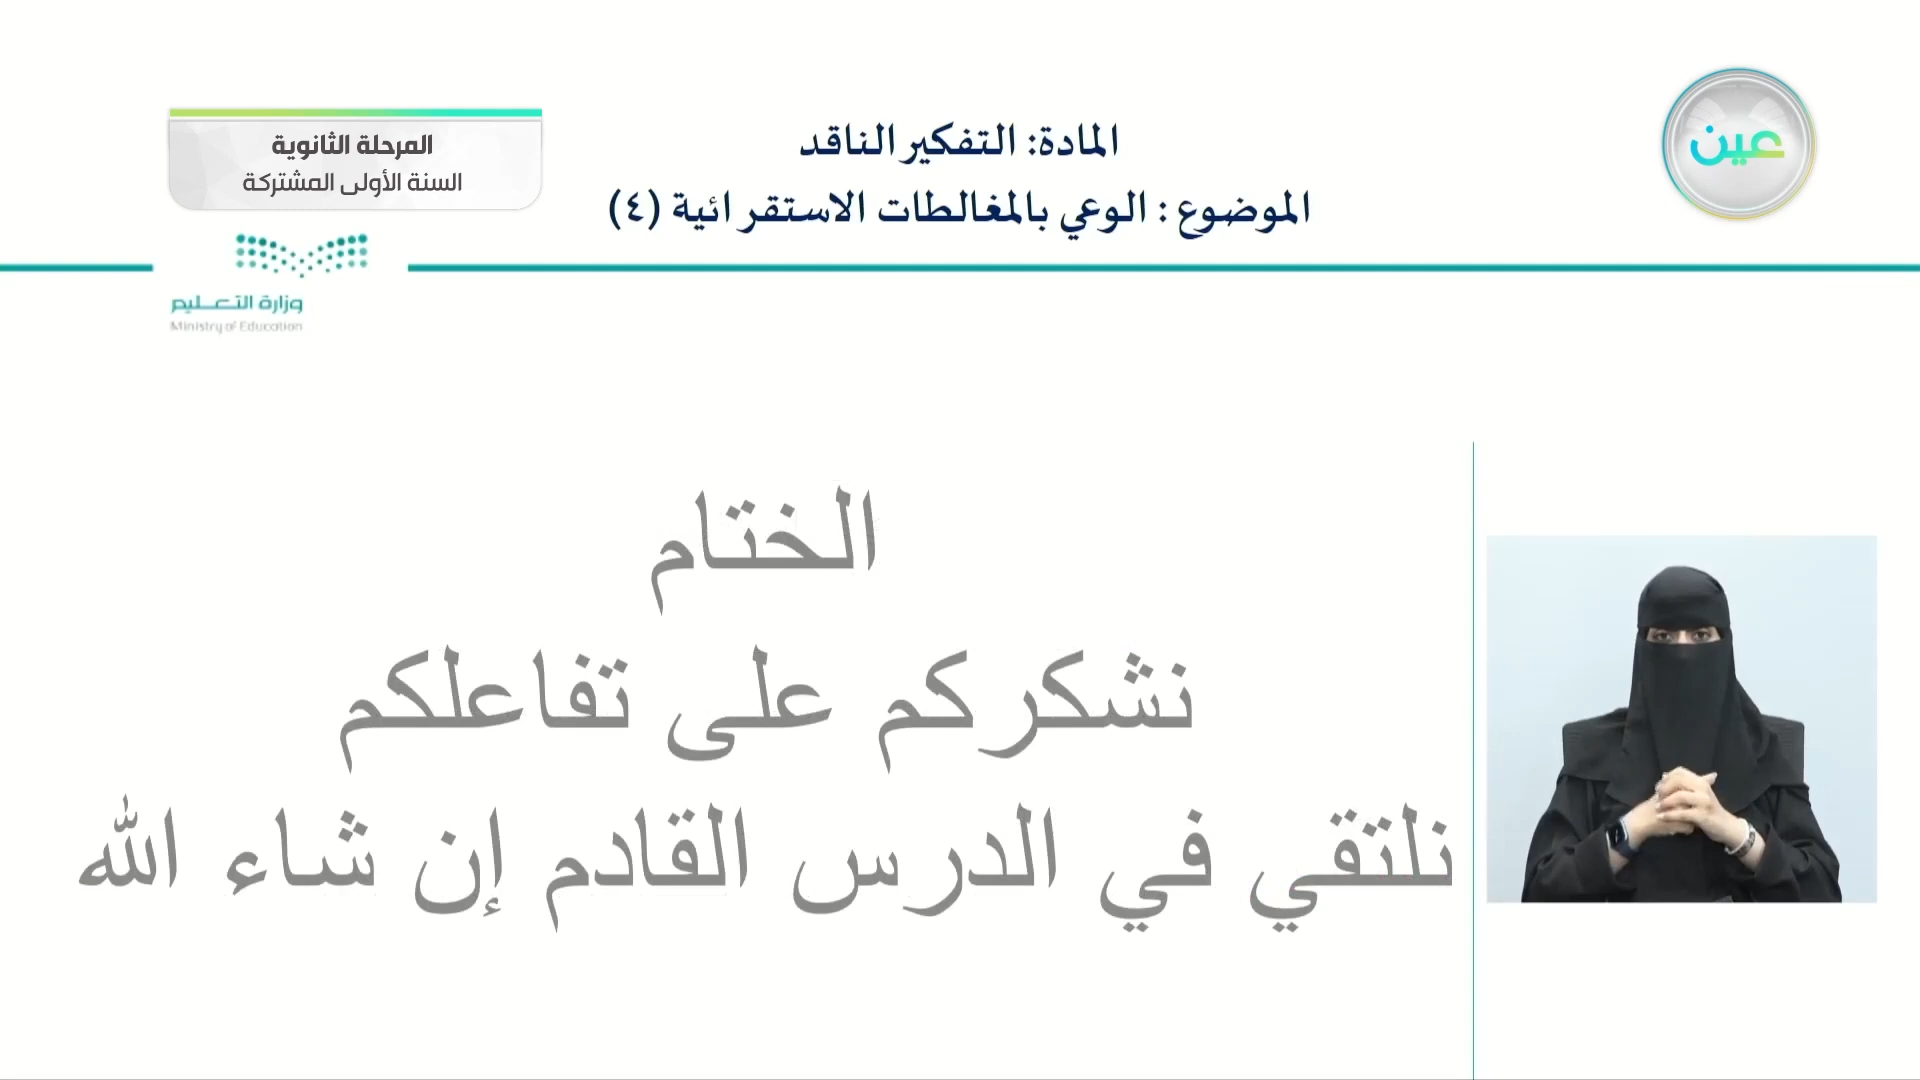 المرحلة الثانوية
السنة الأولى المشتركة
المادة: التفكير الناقد
الموضوع : الوعي بالمغالطات الاستقرائية (٤)
عين
وزارة التعليم
Ministry of Education
الختام
نشكركم على تفاعلكم
نلتقي في الدرس القادم إن شاء الله